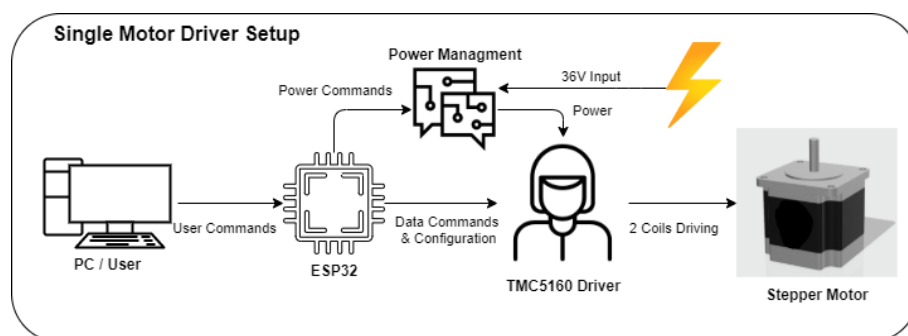 Single Motor Driver Setup
Power Managment
36V Input
Power Commands
Power
User Commands
Data Commands
& Configuration
2 Coils Driving
PC / User
ESP32
TMC5160 Driver
Stepper Motor